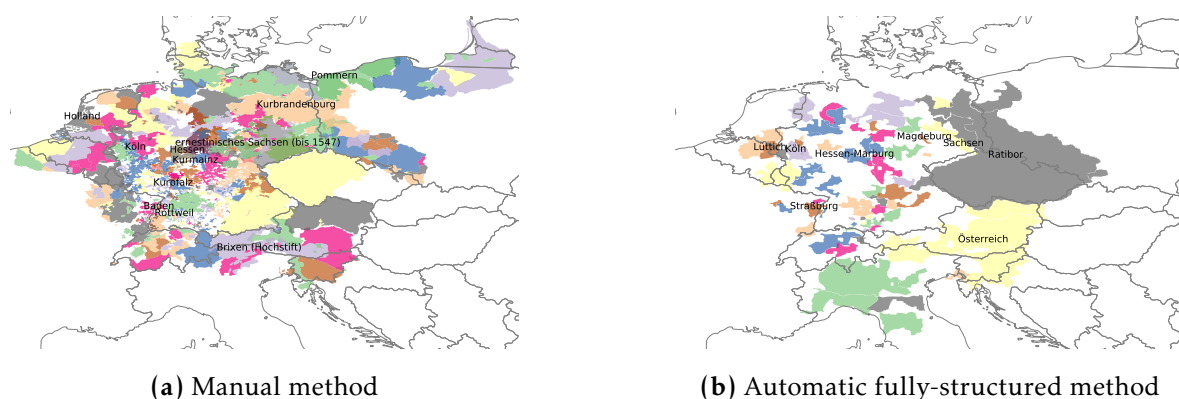 Pommern
Kurbrandenburg
Holland
Köln
ernestinisches Sachsen (bis 1547)
Hessen
Kurmainz
Kurpfalz
Baden
Rottweil
Brixen (Hochstift)
(a) Manual method
Magdeburg
Sachsen
Lüttich
Köln
Hessen-Marburg
Ratibor
Straßburg
Österreich
(b) Automatic fully-structured method